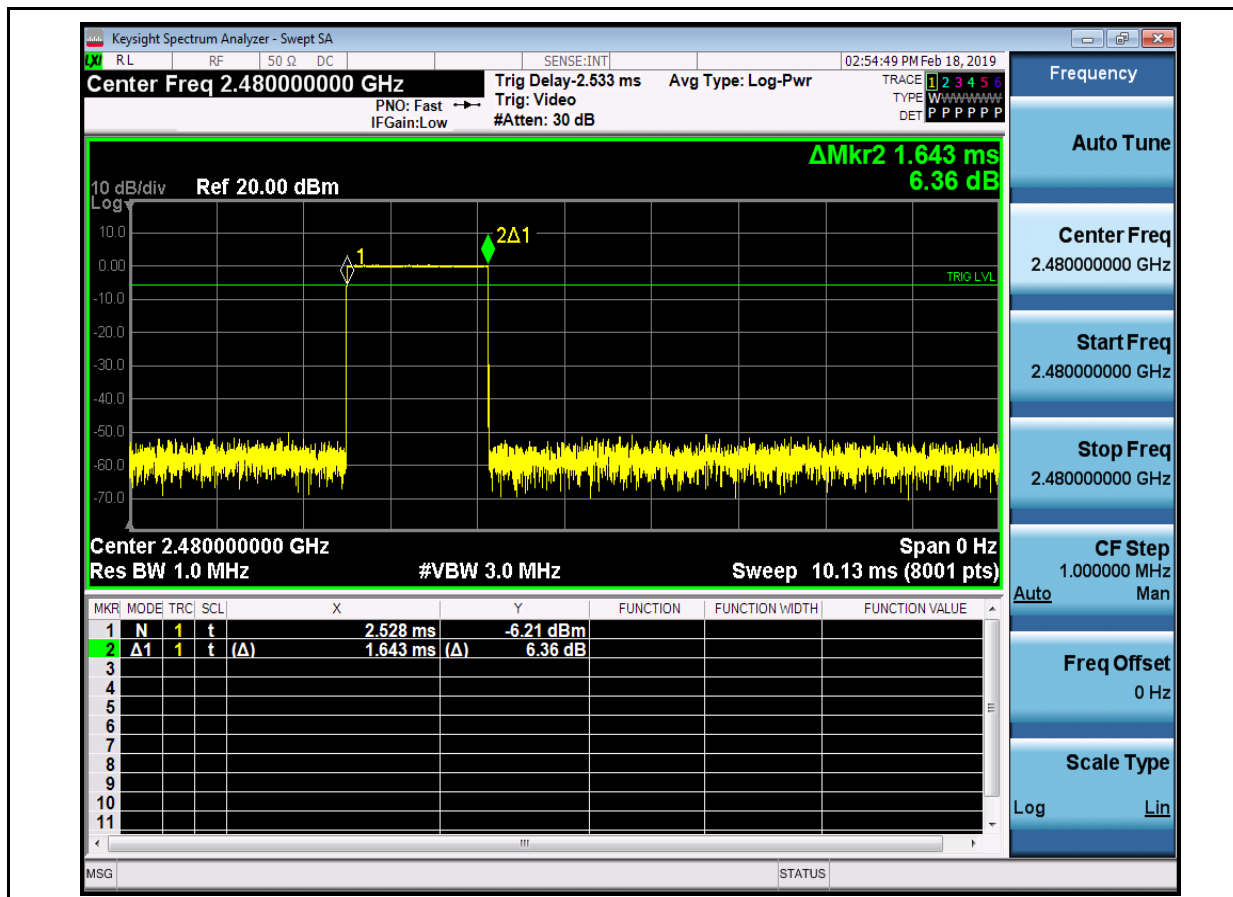 Keysight Spectrum Analyzer - Swept SA
LXI RL RF 50 Ω DC SENSE:INT 02:54:49 PM Feb 18, 2019
Center Freq 2.480000000 GHz
PNO: Fast
IFGain:Low
Trig Delay-2.533 ms
Trig: Video
#Atten: 30 dB
Avg Type: Log-Pwr
TRACE 1 2 3 4 5 6
TYPE WWWWWW
DET P P P P P P
ΔMkr2 1.643 ms
6.36 dB
10 dB/div Ref 20.00 dBm
Log
10.0
0.00
-10.0
-20.0
-30.0
-40.0
-50.0
-60.0
-70.0
1
2Δ1
TRIG LVL
Center 2.480000000 GHz Span 0 Hz
Res BW 1.0 MHz #VBW 3.0 MHz Sweep 10.13 ms (8001 pts)
MKR MODE TRC SCL X Y FUNCTION FUNCTION WIDTH FUNCTION VALUE
1 N 1 t 2.528 ms -6.21 dBm
2 Δ1 1 t (Δ) 1.643 ms (Δ) 6.36 dB
3
4
5
6
7
8
9
10
11
MSG STATUS
Frequency
Auto Tune
Center Freq
2.480000000 GHz
Start Freq
2.480000000 GHz
Stop Freq
2.480000000 GHz
CF Step
1.000000 MHz
Auto Man
Freq Offset
0 Hz
Scale Type
Log Lin